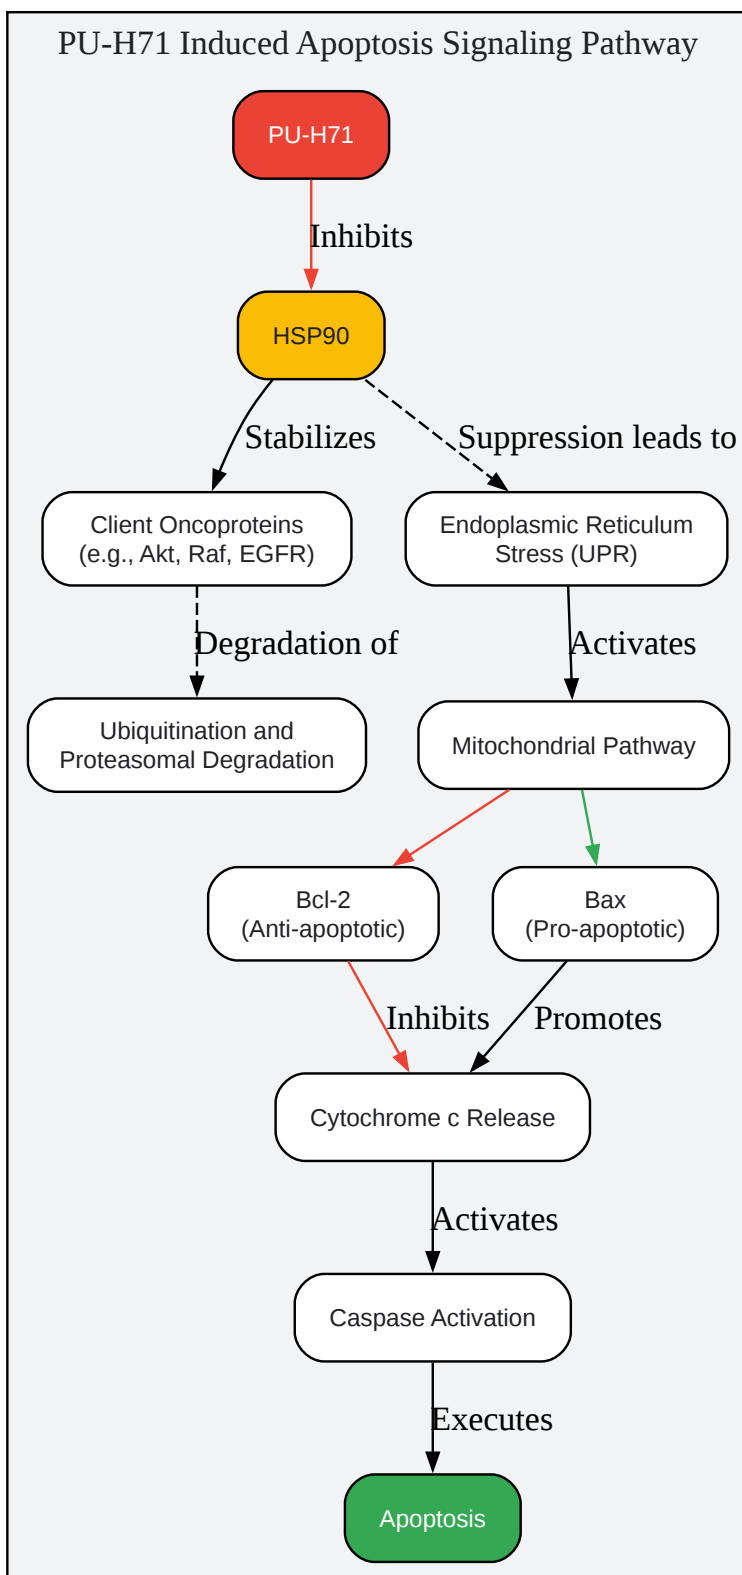 PU-H71 Induced Apoptosis Signaling Pathway
PU-H71
Inhibits
HSP90
Stabilizes
Suppression leads to
Client Oncoproteins
(e.g., Akt, Raf, EGFR)
Endoplasmic Reticulum
Stress (UPR)
Degradation of
Activates
Ubiquitination and
Proteasomal Degradation
Mitochondrial Pathway
Bcl-2
(Anti-apoptotic)
Bax
(Pro-apoptotic)
Inhibits
Promotes
Cytochrome c Release
Activates
Caspase Activation
Executes
Apoptosis